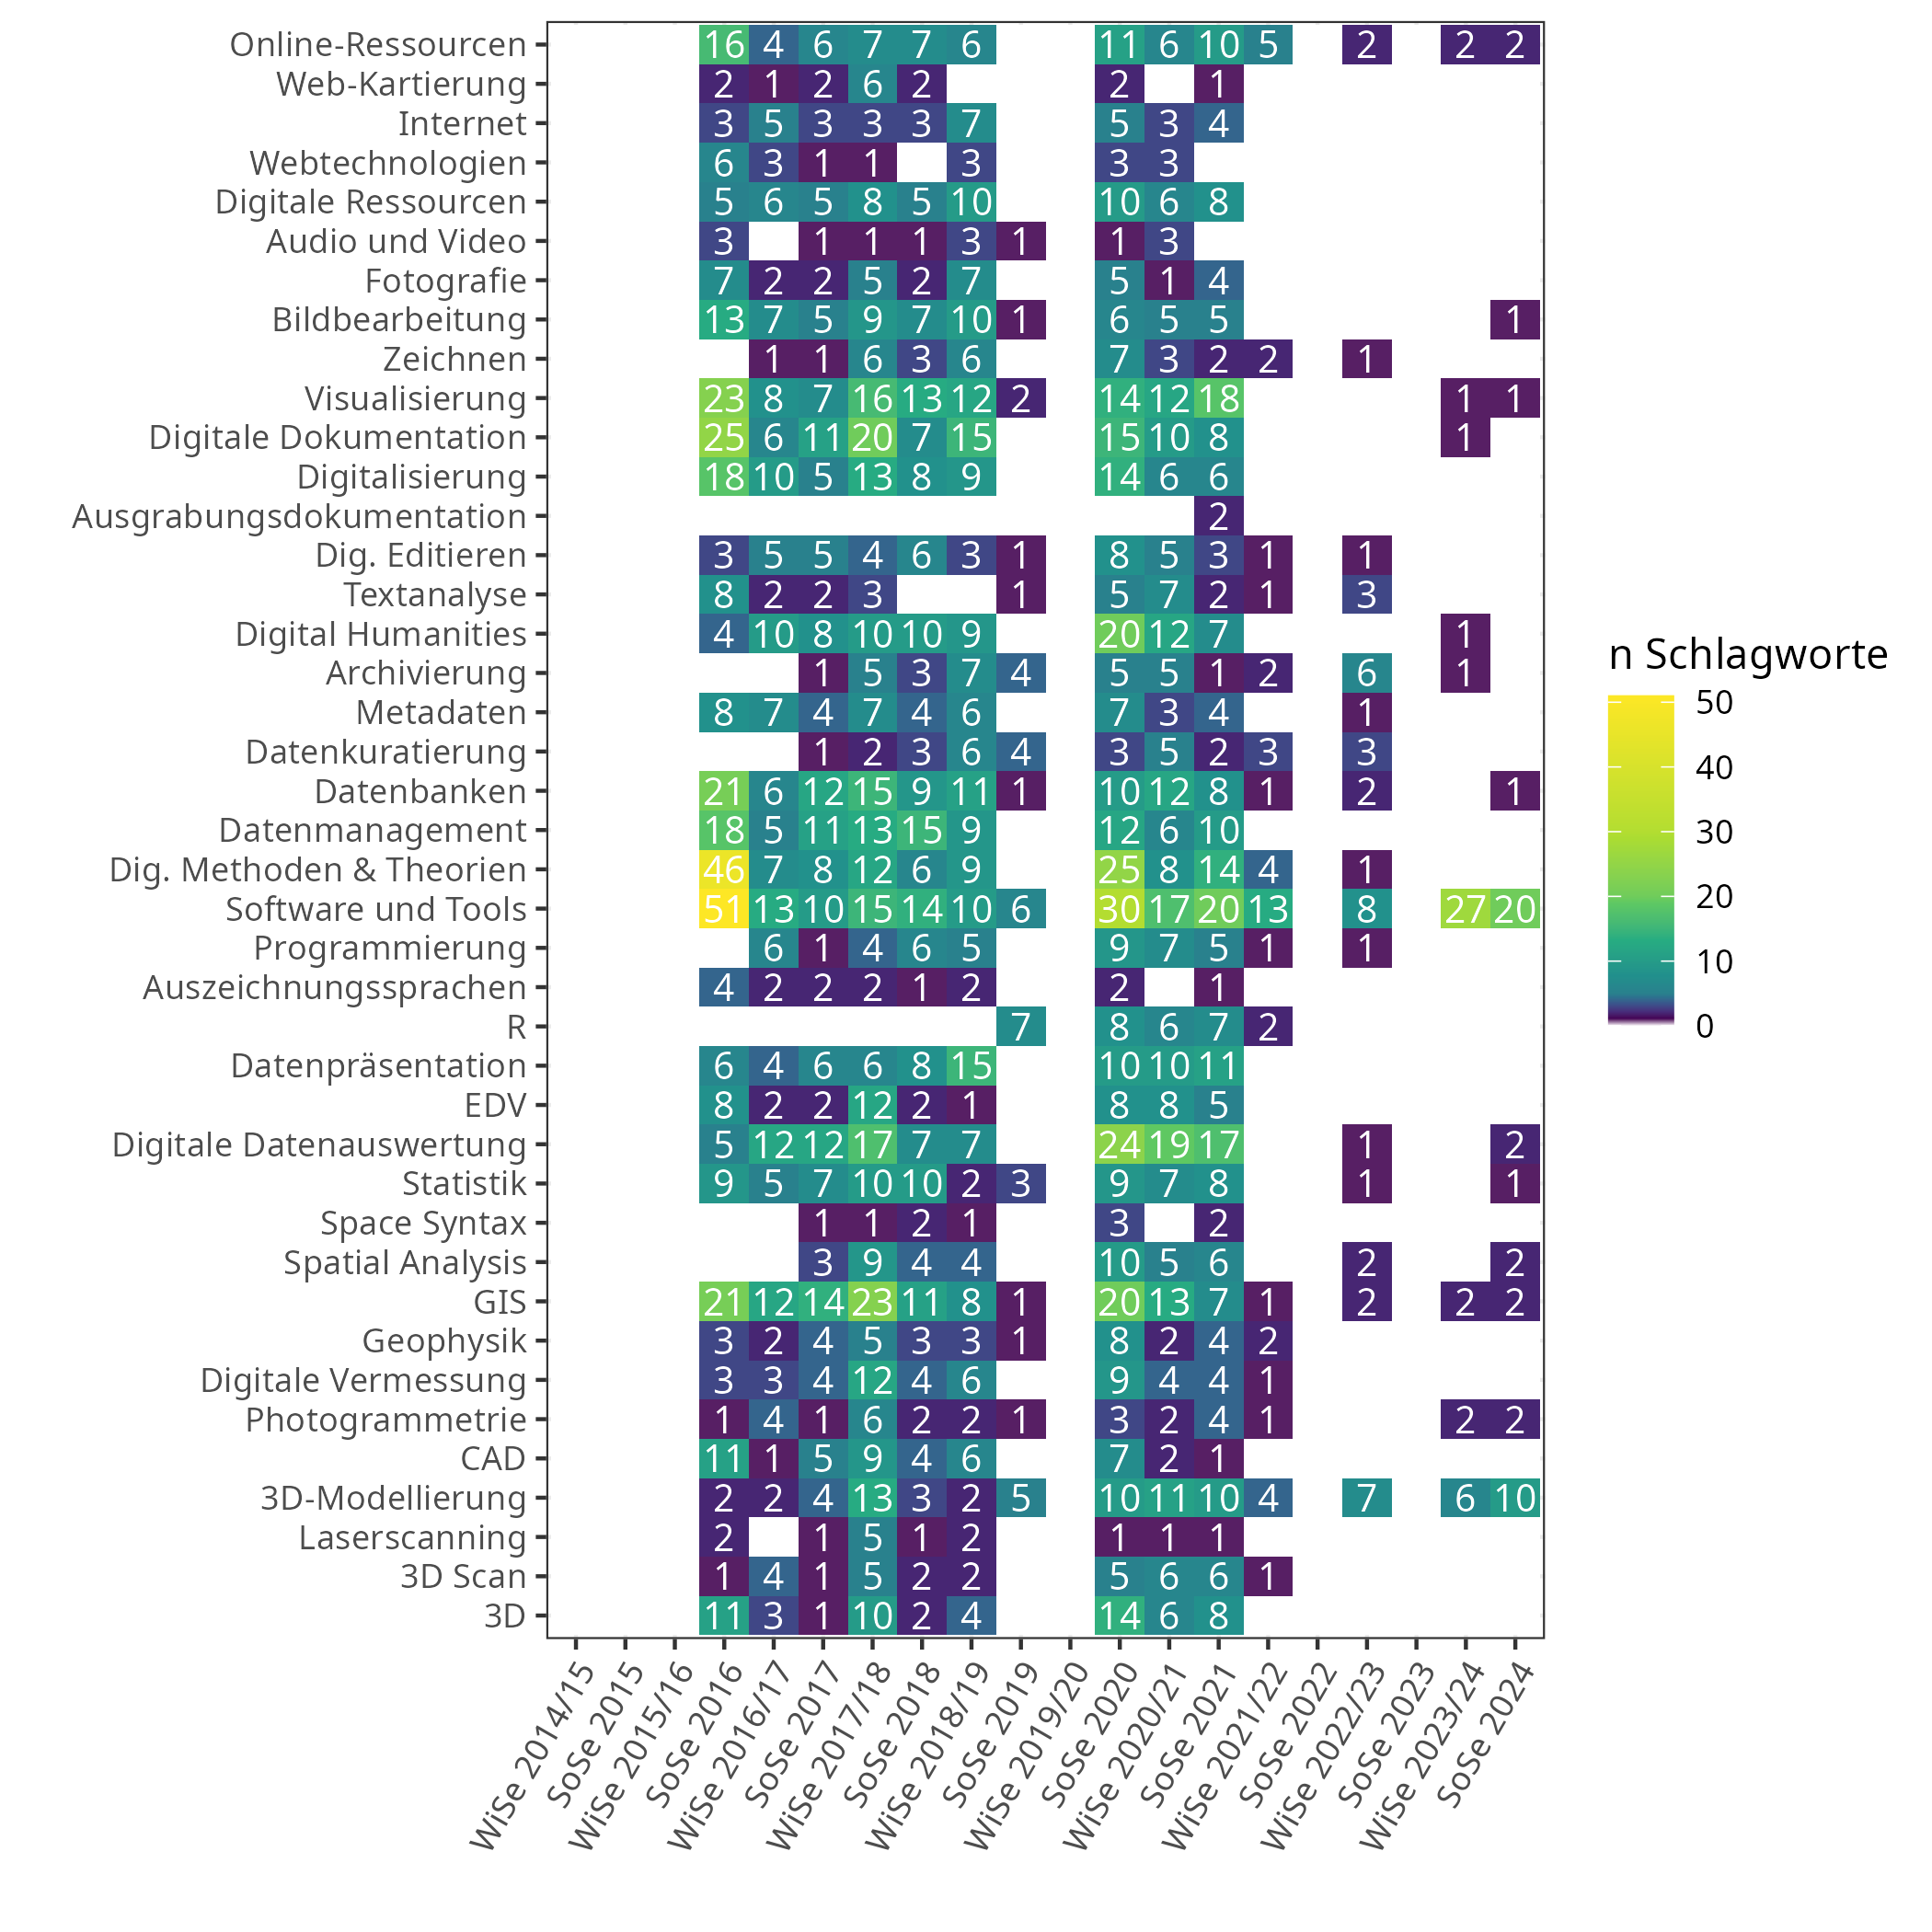 Online-Ressourcen 16 4 6 7 7 6 11 6 10 5 2 2 2
Web-Kartierung 2 1 2 6 2 2 1
Internet 3 5 3 3 3 7 5 3 4
Webtechnologien 6 3 1 1 3 3 3
Digitale Ressourcen 5 6 5 8 5 10 10 6 8
Audio und Video 3 1 1 1 3 1 1 3
Fotografie 7 2 2 5 2 7 5 1 4
Bildbearbeitung 13 7 5 9 7 10 1 6 5 5 1
Zeichnen 1 1 6 3 6 7 3 2 2 1
Visualisierung 23 8 7 16 13 12 2 14 12 18 1 1
Digitale Dokumentation 25 6 11 20 7 15 15 10 8 1
Digitalisierung 18 10 5 13 8 9 14 6 6
Ausgrabungsdokumentation 2
Dig. Editieren 3 5 5 4 6 3 1 8 5 3 1 1
Textanalyse 8 2 2 3 1 5 7 2 1 3
Digital Humanities 4 10 8 10 10 9 20 12 7 1
Archivierung 1 5 3 7 4 5 5 1 2 6 1
Metadaten 8 7 4 7 4 6 7 3 4 1
Datenkuratierung 1 2 3 6 4 3 5 2 3 3
Datenbanken 21 6 12 15 9 11 1 10 12 8 1 2 1
Datenmanagement 18 5 11 13 15 9 12 6 10
Dig. Methoden & Theorien 46 7 8 12 6 9 25 8 14 4 1
Software und Tools 51 13 10 15 14 10 6 30 17 20 13 8 27 20
Programmierung 6 1 4 6 5 9 7 5 1 1
Auszeichnungssprachen 4 2 2 2 1 2 2 1
R 7 8 6 7 2
Datenpräsentation 6 4 6 6 8 15 10 10 11
EDV 8 2 2 12 2 1 8 8 5
Digitale Datenauswertung 5 12 12 17 7 7 24 19 17 1 2
Statistik 9 5 7 10 10 2 3 9 7 8 1 1
Space Syntax 1 1 2 1 3 2
Spatial Analysis 3 9 4 4 10 5 6 2 2
GIS 21 12 14 23 11 8 1 20 13 7 1 2 2 2
Geophysik 3 2 4 5 3 3 1 8 2 4 2
Digitale Vermessung 3 3 4 12 4 6 9 4 4 1
Photogrammetrie 1 4 1 6 2 2 1 3 2 4 1 2 2
CAD 11 1 5 9 4 6 7 2 1
3D-Modellierung 2 2 4 13 3 2 5 10 11 10 4 7 6 10
Laserscanning 2 1 5 1 2 1 1 1
3D Scan 1 4 1 5 2 2 5 6 6 1
3D 11 3 1 10 2 4 14 6 8
WiSe 2014/15
SoSe 2015
WiSe 2015/16
SoSe 2016
WiSe 2016/17
SoSe 2017
WiSe 2017/18
SoSe 2018
WiSe 2018/19
SoSe 2019
WiSe 2019/20
SoSe 2020
WiSe 2020/21
SoSe 2021
WiSe 2021/22
SoSe 2022
WiSe 2022/23
SoSe 2023
WiSe 2023/24
SoSe 2024
n Schlagworte
50
40
30
20
10
0